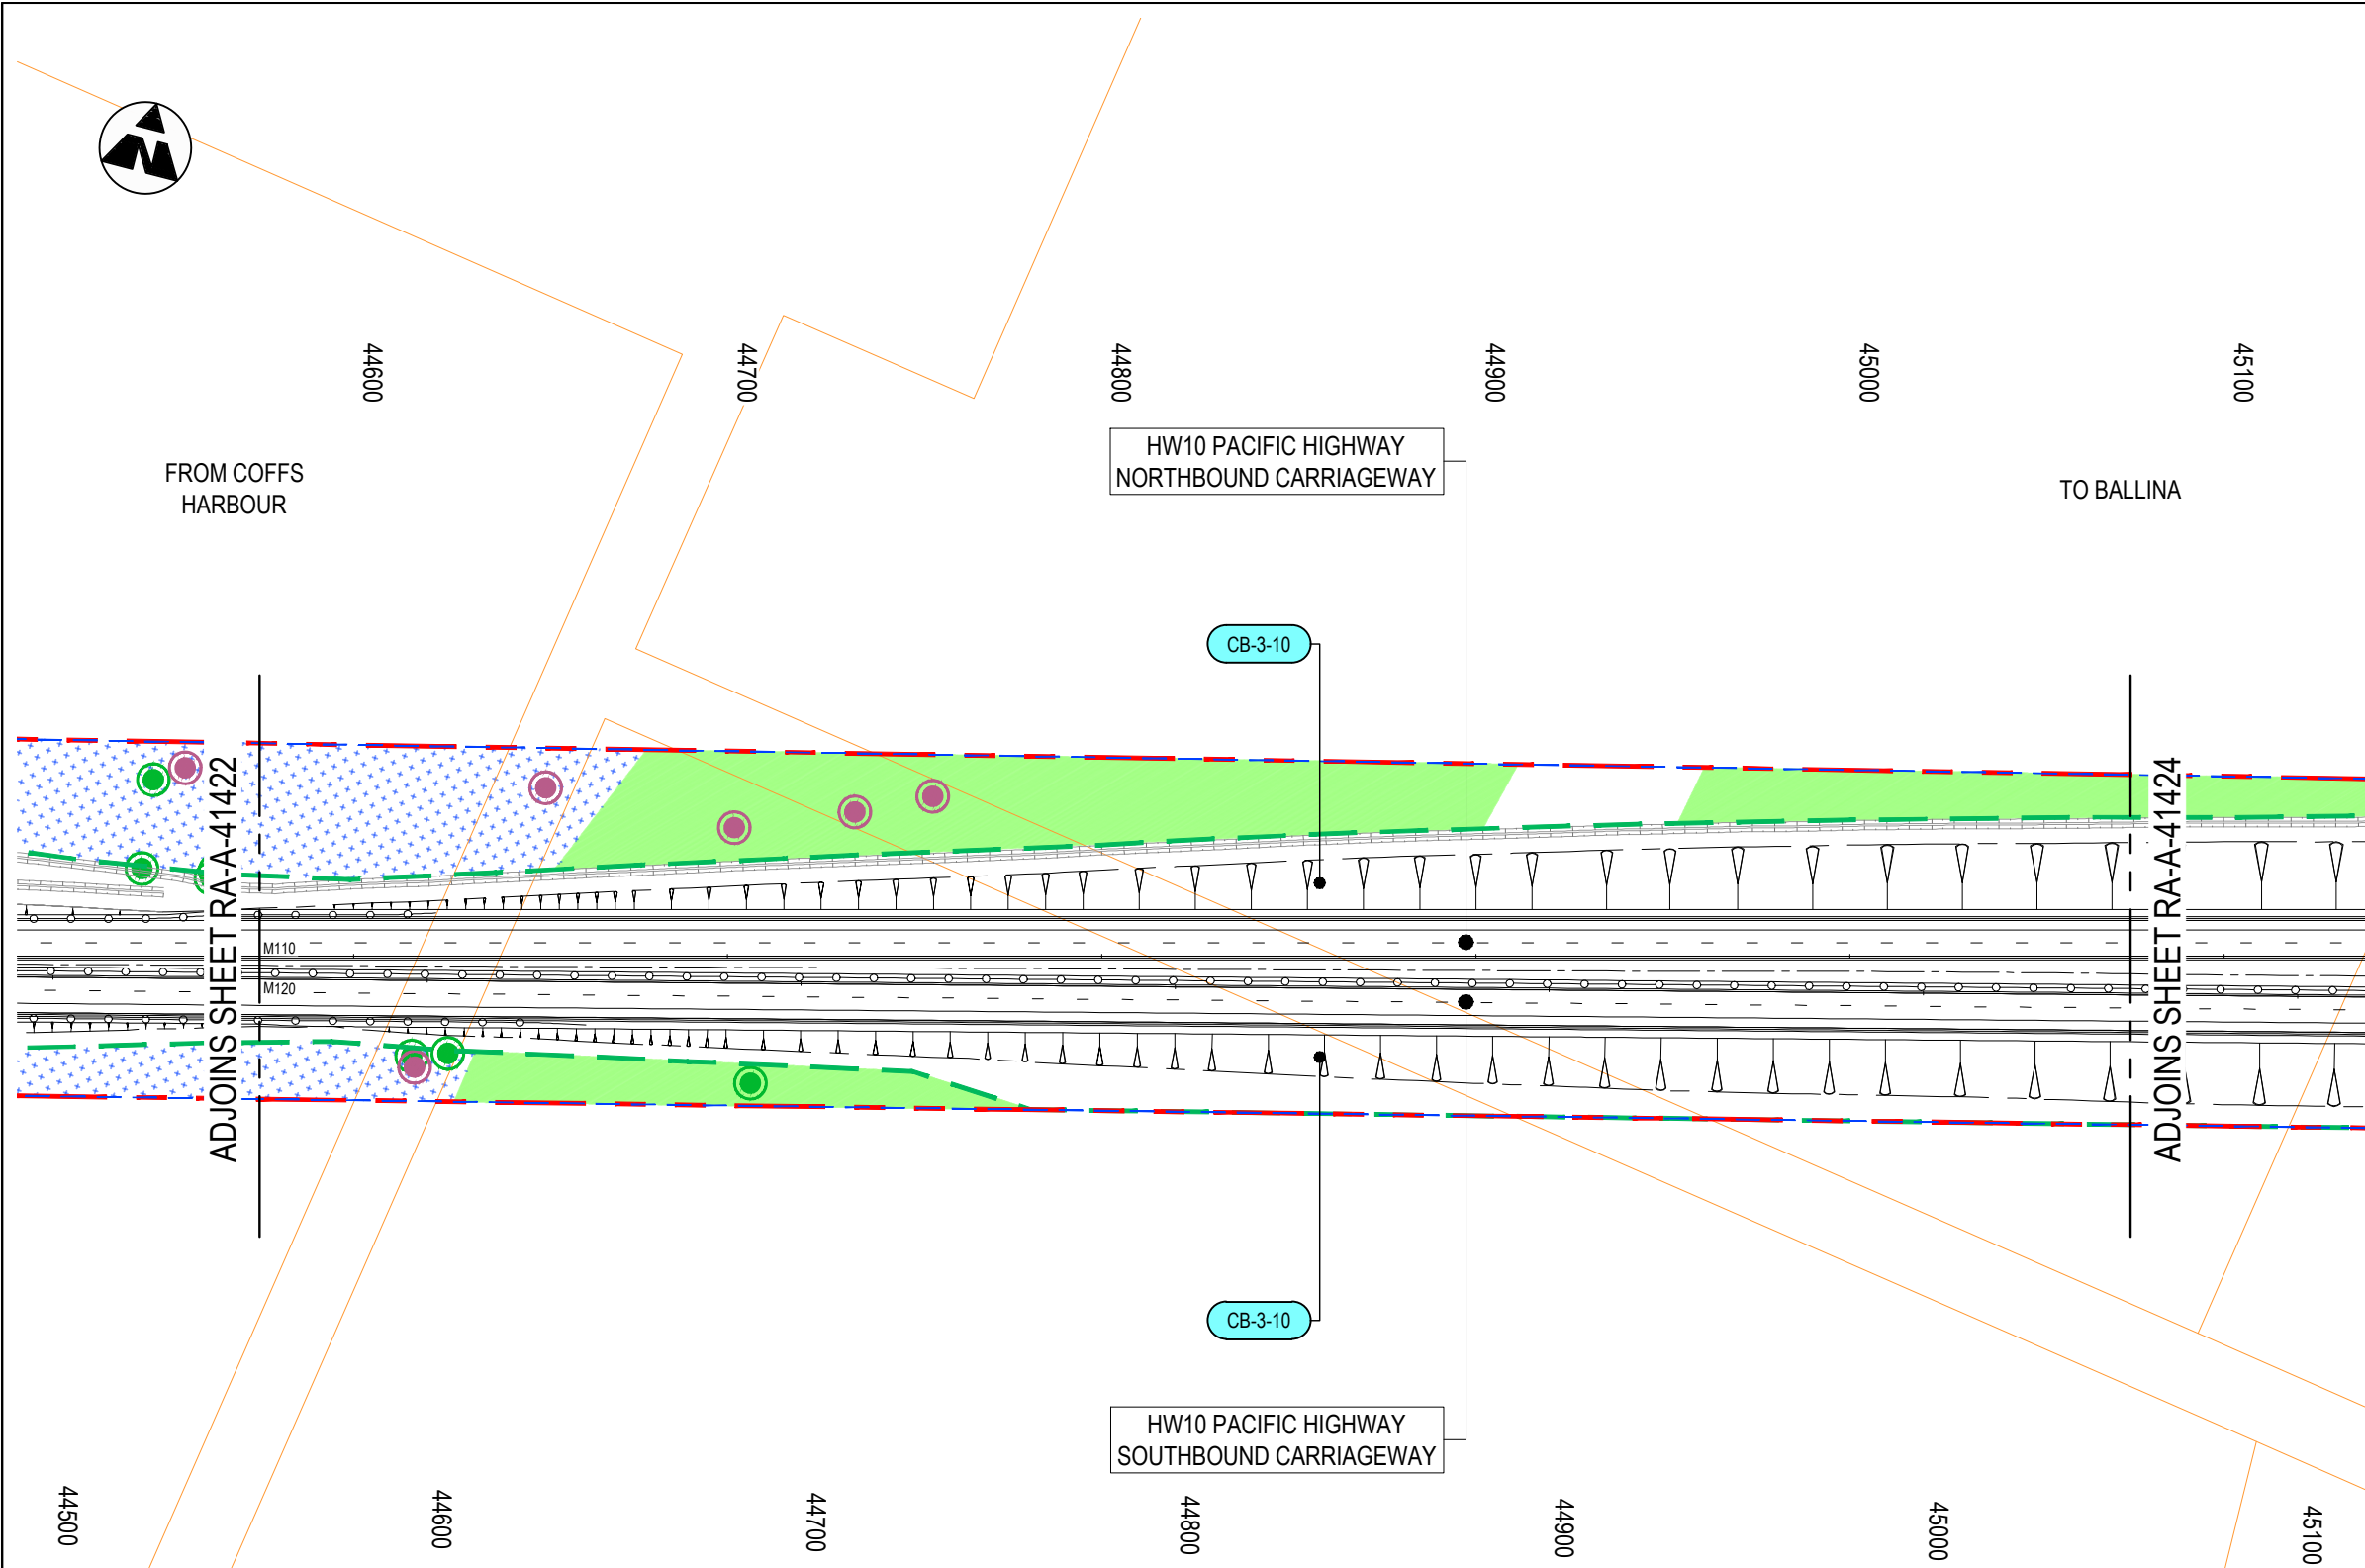 44600
44700
44800
44900
45000
45100
FROM COFFS
HARBOUR
HW10 PACIFIC HIGHWAY
NORTHBOUND CARRIAGEWAY
TO BALLINA
CB-3-10
ADJOINS SHEET RA-A-41422
M110
M120
ADJOINS SHEET RA-A-41424
CB-3-10
HW10 PACIFIC HIGHWAY
SOUTHBOUND CARRIAGEWAY
44500
44600
44700
44800
44900
45000
45100